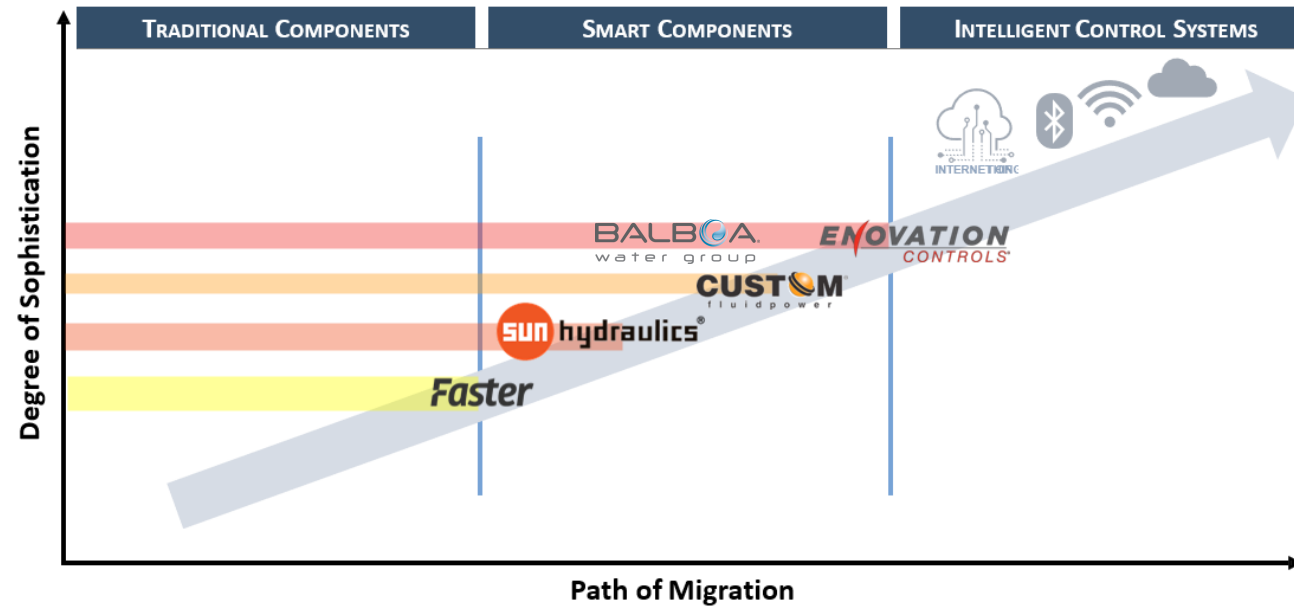 TRADITIONAL COMPONENTS
SMART COMPONENTS
INTELLIGENT CONTROL SYSTEMS
Degree of Sophistication
INTERNET
BALBOA.
water group
ENOVATION
CONTROLS®
CUSTOM
fluidpower
sun hydraulics®
Faster
Path of Migration